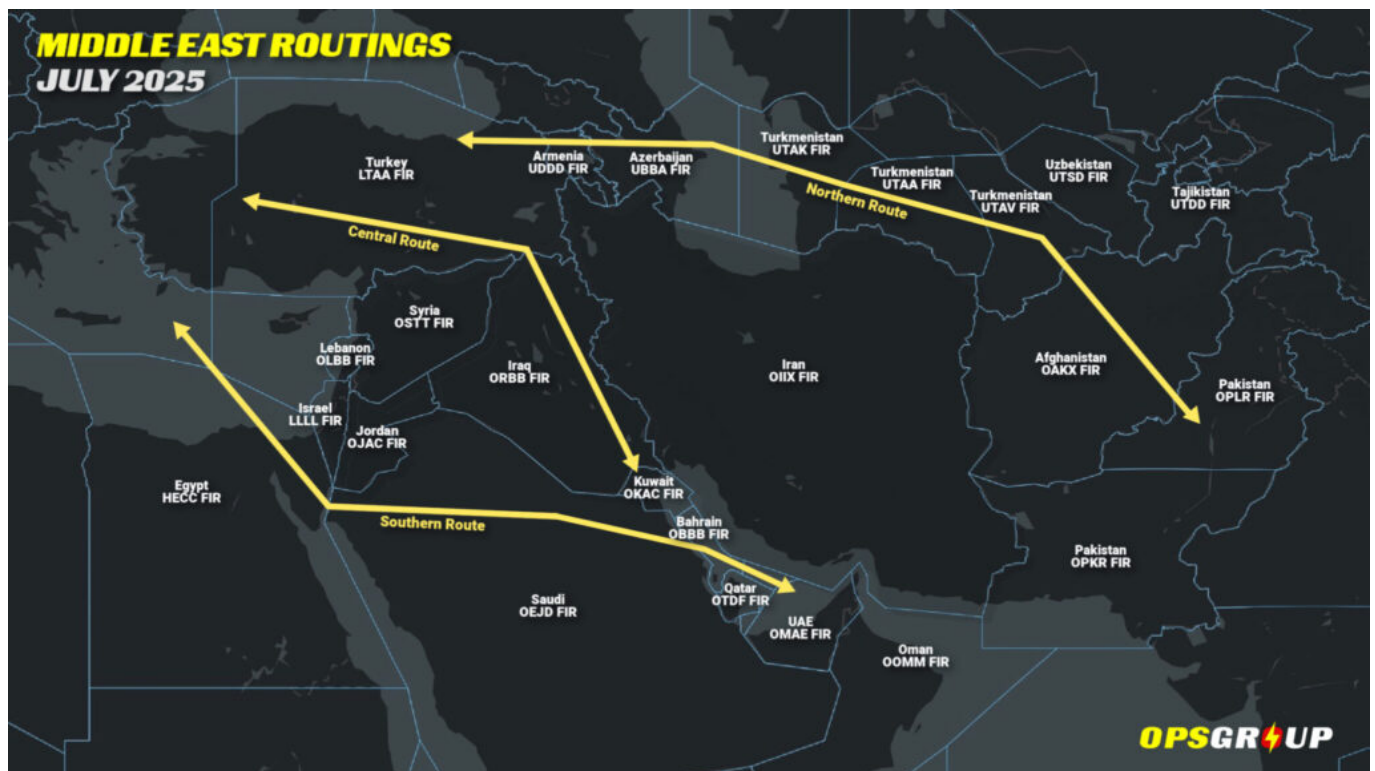 MIDDLE EAST ROUTINGS
JULY 2025
Turkmenistan
UTAK FIR
Turkey
LTAA FIR
Armenia
UDDD FIR
Azerbaijan
UBBA FIR
Turkmenistan
UTAA FIR
Uzbekistan
UTSD FIR
Turkmenistan
UTAV FIR
Tajikistan
UTDD FIR
Northern Route
Central Route
Syria
OSTT FIR
Lebanon
OLBB FIR
Iraq
ORBB FIR
Iran
OIIX FIR
Afghanistan
OAKX FIR
Pakistan
OPLR FIR
Israel
LLLL FIR
Jordan
OJAC FIR
Egypt
HECC FIR
Kuwait
OKAC FIR
Southern Route
Bahrain
OBBB FIR
Pakistan
OPKR FIR
Saudi
OEJD FIR
Qatar
OTDF FIR
UAE
OMAE FIR
Oman
OOMM FIR
OPSGROUP